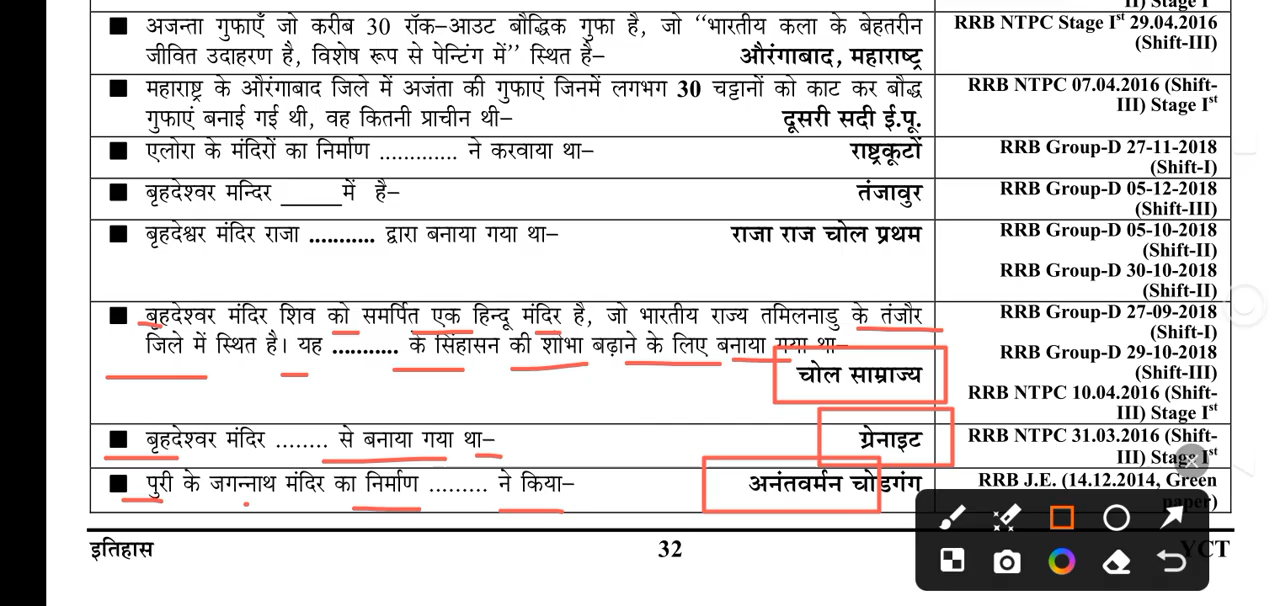 II) Stage Iˢᵗ
■ अजन्ता गुफाएँ जो करीब 30 रॉक–आउट बौद्धिक गुफा है, जो ‘‘भारतीय कला के बेहतरीन
जीवित उदाहरण है, विशेष रूप से पेन्टिंग में’’ स्थित है– औरंगाबाद, महाराष्ट्र
RRB NTPC Stage Iˢᵗ 29.04.2016
(Shift-III)
■ महाराष्ट्र के औरंगाबाद जिले में अजंता की गुफाएं जिनमें लगभग 30 चट्टानों को काट कर बौद्ध
गुफाएं बनाई गई थी, वह कितनी प्राचीन थी– दूसरी सदी ई.पू.
RRB NTPC 07.04.2016 (Shift-
III) Stage Iˢᵗ
■ एलोरा के मंदिरों का निर्माण ............. ने करवाया था– राष्ट्रकूटों
RRB Group-D 27-11-2018
(Shift-I)
■ बृहदेश्वर मन्दिर _____में है– तंजावुर
RRB Group-D 05-12-2018
(Shift-III)
■ बृहदेश्वर मंदिर राजा ........... द्वारा बनाया गया था– राजा राज चोल प्रथम
RRB Group-D 05-10-2018
(Shift-II)
RRB Group-D 30-10-2018
(Shift-II)
■ बृहदेश्वर मंदिर शिव को समर्पित एक हिन्दू मंदिर है, जो भारतीय राज्य तमिलनाडु के तंजौर
जिले में स्थित है। यह ........... के सिंहासन की शोभा बढ़ाने के लिए बनाया गया था–
चोल साम्राज्य
RRB Group-D 27-09-2018
(Shift-I)
RRB Group-D 29-10-2018
(Shift-III)
RRB NTPC 10.04.2016 (Shift-
III) Stage Iˢᵗ
■ बृहदेश्वर मंदिर ........ से बनाया गया था– ग्रेनाइट
RRB NTPC 31.03.2016 (Shift-
III) Stage Iˢᵗ
■ पुरी के जगन्नाथ मंदिर का निर्माण ......... ने किया– अनंतवर्मन चोडगंग
RRB J.E. (14.12.2014, Green
paper)
इतिहास 32 YCT